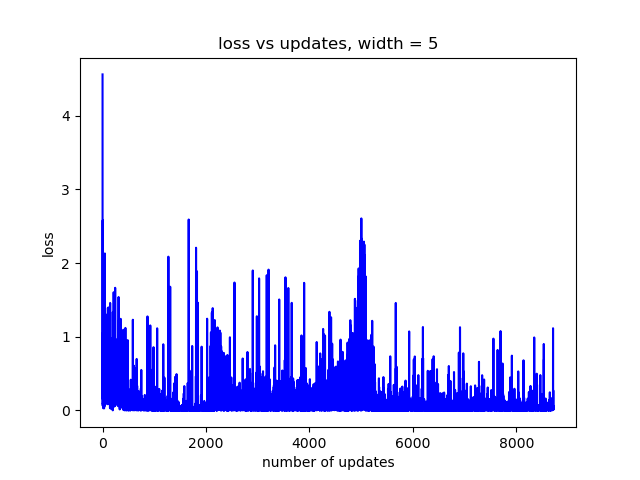 loss vs updates, width = 5
4
3
2
1
0
loss
0 2000 4000 6000 8000
number of updates